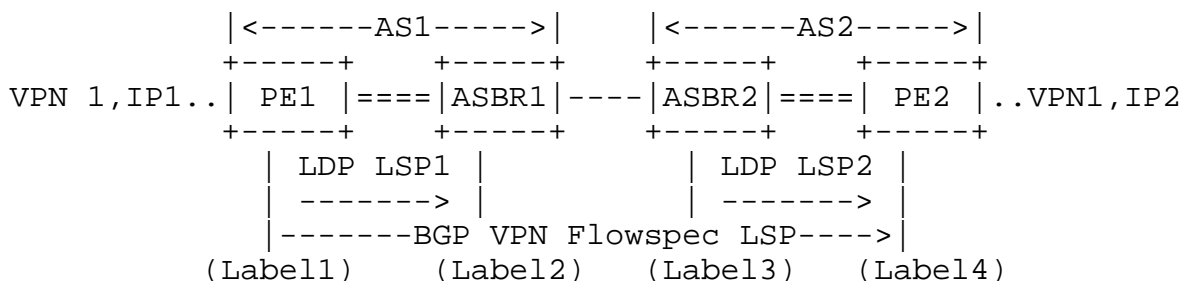 |<------AS1----->| |<------AS2----->|
+-----+ +-----+ +-----+ +-----+
VPN 1,IP1..| PE1 |====|ASBR1|----|ASBR2|====| PE2 |..VPN1,IP2
+-----+ +-----+ +-----+ +-----+
| LDP LSP1 | | LDP LSP2 |
| -------> | | -------> |
|-------BGP VPN Flowspec LSP---->|
(Label1) (Label2) (Label3) (Label4)